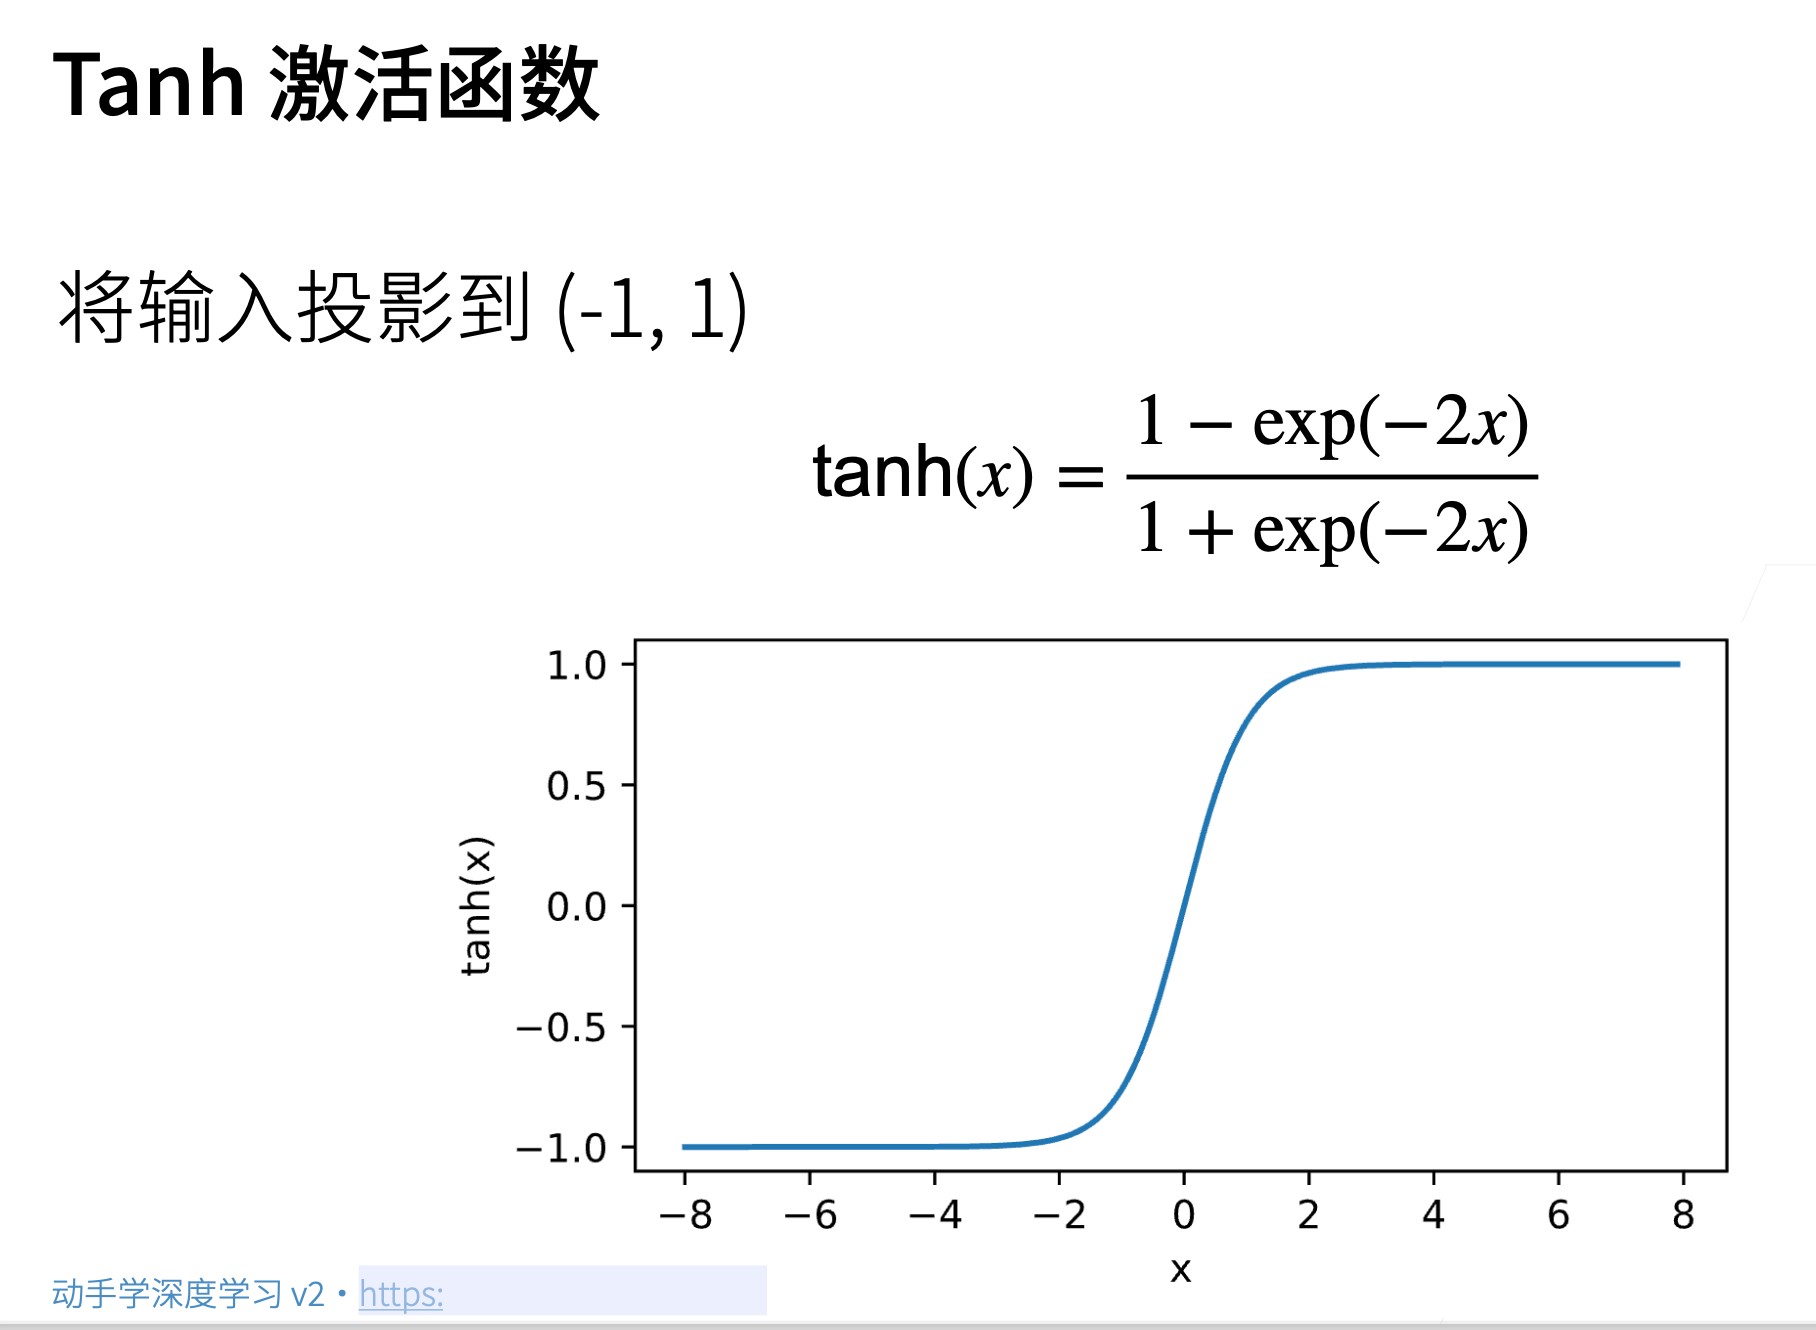 Tanh 激活函数
将输入投影到 (-1, 1)
tanh(x) = \frac{1 − exp(−2x)}{1 + exp(−2x)}
1.0
0.5
0.0
−0.5
−1.0
tanh(x)
−8 −6 −4 −2 0 2 4 6 8
x
动手学深度学习 v2 • https: